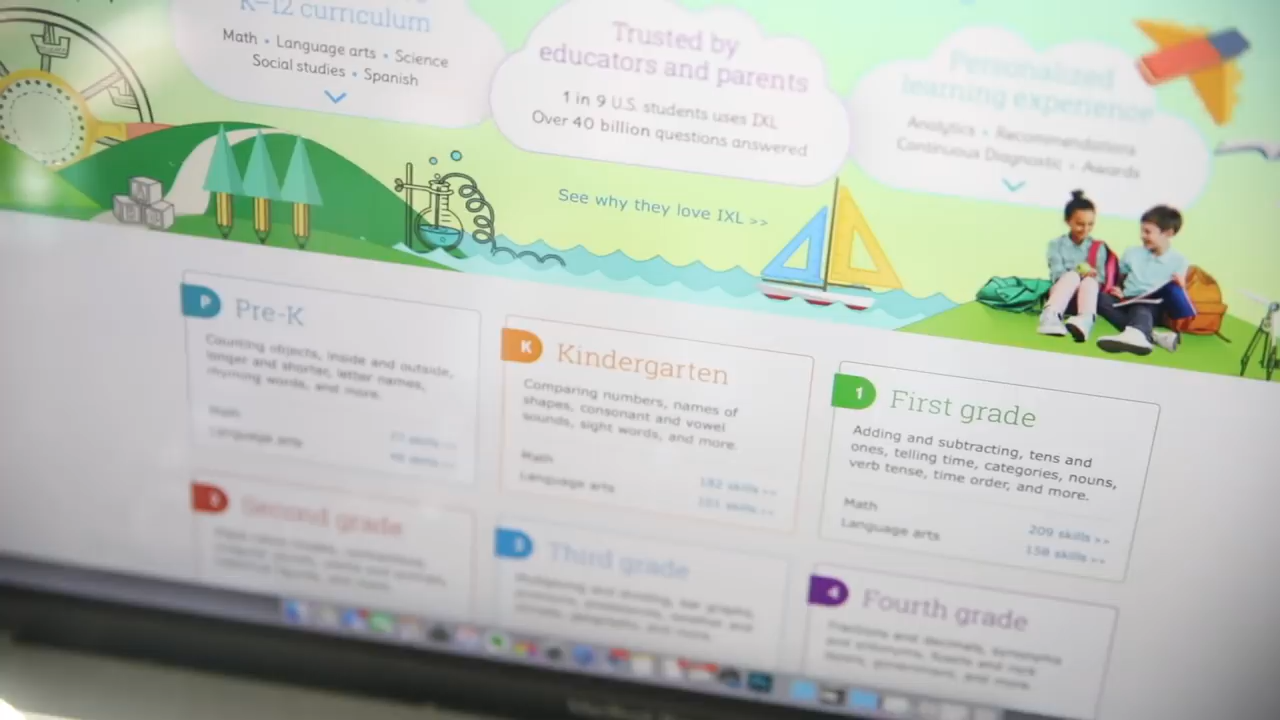 K–12 curriculum
Math • Language arts • Science
Social studies • Spanish
Trusted by
educators and parents
1 in 9 U.S. students uses IXL
Over 40 billion questions answered
Personalized
learning experience
Analytics • Recommendations
Continuous Diagnostic • Awards
See why they love IXL >>
P Pre-K
Counting objects, inside and outside,
longer and shorter, letter names,
rhyming words, and more.
Math
Language arts
K Kindergarten
Comparing numbers, names of
shapes, consonant and vowel
sounds, sight words, and more.
Math
182 skills >>
Language arts
1 First grade
Adding and subtracting, tens and
ones, telling time, categories, nouns,
verb tense, time order, and more.
Math
209 skills >>
Language arts
158 skills >>
2 Second grade
3 Third grade
4 Fourth grade
Fractions and decimals, synonyms